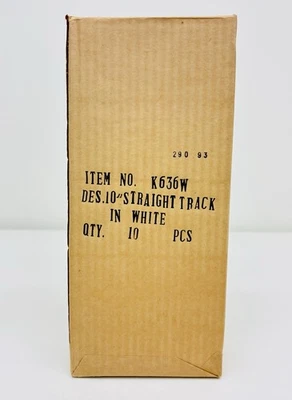 290 93
ITEM NO. K636W
DES. 10" STRAIGHT TRACK
IN WHITE
QTY. 10 PCS